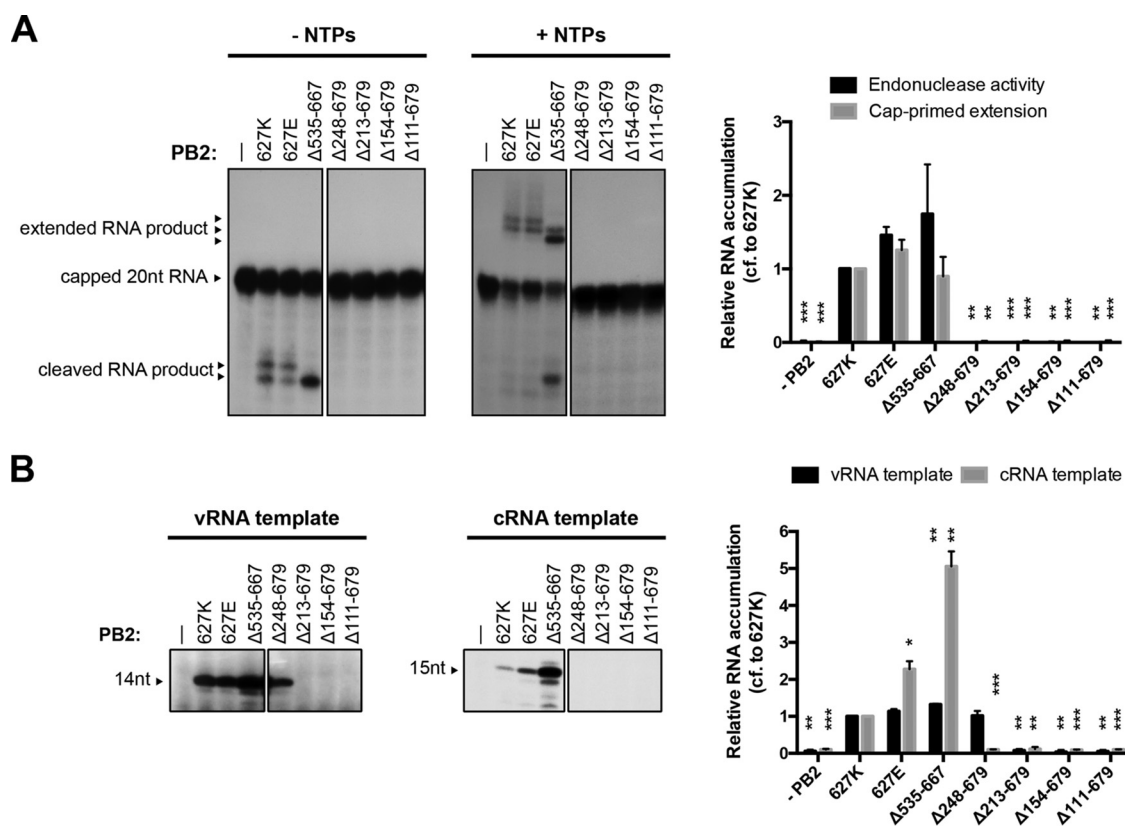 A
- NTPs
+ NTPs
PB2: — 627K 627E Δ535-667 Δ248-679 Δ213-679 Δ154-679 Δ111-679
PB2: — 627K 627E Δ535-667 Δ248-679 Δ213-679 Δ154-679 Δ111-679
extended RNA product
capped 20nt RNA
cleaved RNA product
Endonuclease activity
Cap-primed extension
Relative RNA accumulation
(cf. to 627K)
3
2
1
0
*** *** ** ** *** *** ** *** ** ***
- PB2 627K 627E Δ535-667 Δ248-679 Δ213-679 Δ154-679 Δ111-679
B
vRNA template
cRNA template
PB2: — 627K 627E Δ535-667 Δ248-679 Δ213-679 Δ154-679 Δ111-679
PB2: — 627K 627E Δ535-667 Δ248-679 Δ213-679 Δ154-679 Δ111-679
14nt
15nt
vRNA template cRNA template
Relative RNA accumulation
(cf. to 627K)
6
5
4
3
2
1
0
** *** * ** ** *** ** ** ** *** ** ***
- PB2 627K 627E Δ535-667 Δ248-679 Δ213-679 Δ154-679 Δ111-679